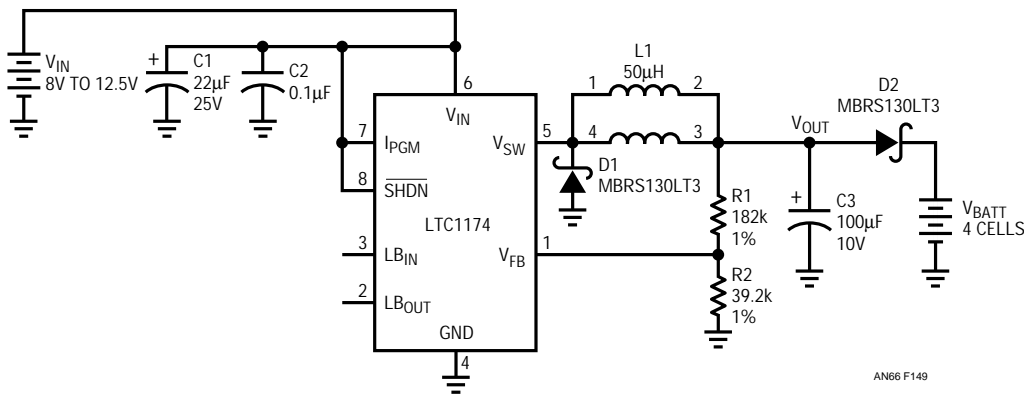 V_IN
8V TO 12.5V
+
C1
22µF
25V
C2
0.1µF
6
V_IN
7
I_PGM
8
SHDN
3
LB_IN
2
LB_OUT
LTC1174
V_SW
5
V_FB
1
GND
4
L1
50µH
1
2
4
3
D1
MBRS130LT3
R1
182k
1%
R2
39.2k
1%
V_OUT
+
C3
100µF
10V
D2
MBRS130LT3
V_BATT
4 CELLS
AN66 F149